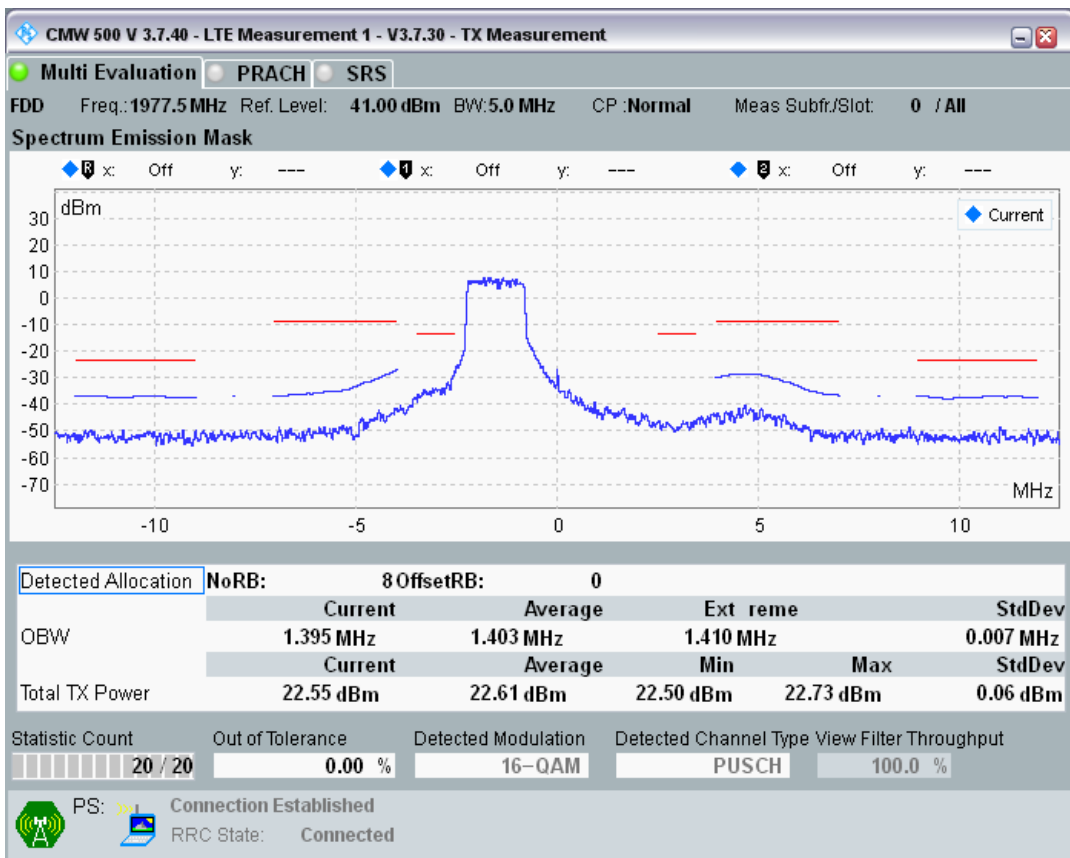 CMW 500 V 3.7.40 - LTE Measurement 1 - V3.7.30 - TX Measurement
Multi Evaluation PRACH SRS
FDD Freq.: 1977.5 MHz Ref. Level: 41.00 dBm BW: 5.0 MHz CP : Normal Meas Subfr./Slot: 0 / All
Spectrum Emission Mask
R x: Off y: --- 1 x: Off y: --- 2 x: Off y: ---
dBm
Current
30
20
10
0
-10
-20
-30
-40
-50
-60
-70
MHz
-10 -5 0 5 10
Detected Allocation NoRB: 8 OffsetRB: 0
Current Average Ext reme StdDev
OBW 1.395 MHz 1.403 MHz 1.410 MHz 0.007 MHz
Current Average Min Max StdDev
Total TX Power 22.55 dBm 22.61 dBm 22.50 dBm 22.73 dBm 0.06 dBm
Statistic Count Out of Tolerance Detected Modulation Detected Channel Type View Filter Throughput
20 / 20 0.00 % 16-QAM PUSCH 100.0 %
PS: Connection Established
RRC State: Connected